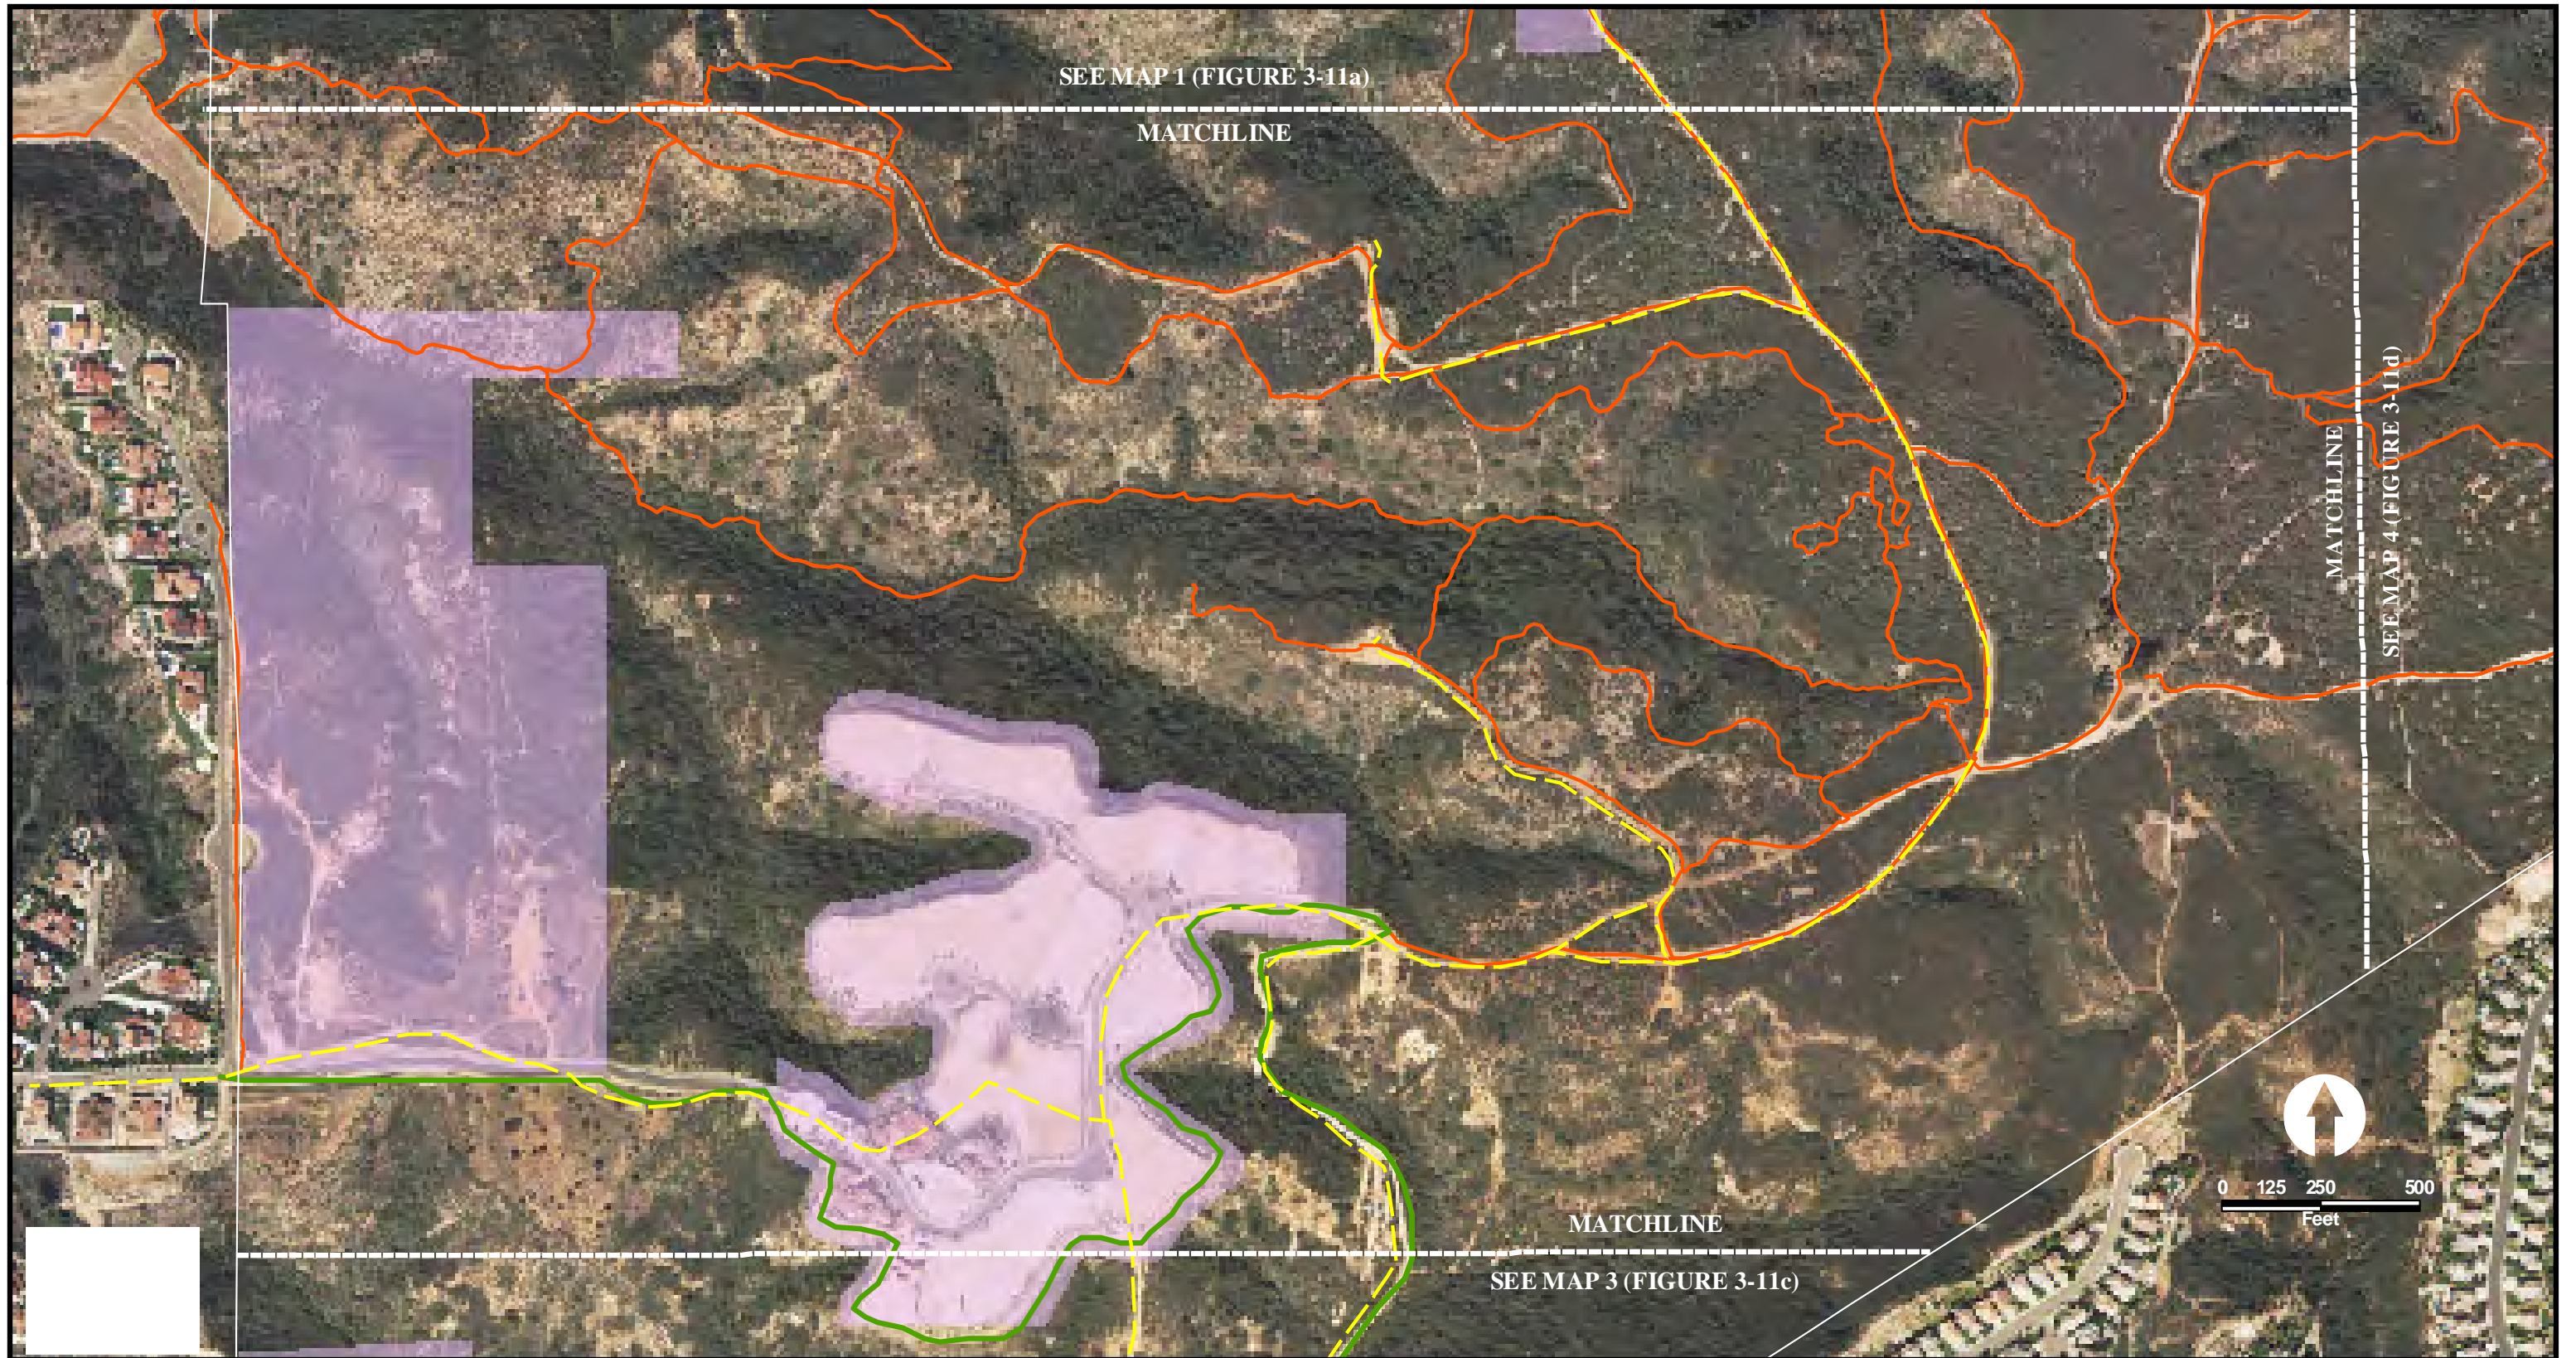 SEE MAP 1 (FIGURE 3-11a)
MATCHLINE
MATCHLINE
SEE MAP 4 (FIGURE 3-11d)
0 125 250 500
Feet
MATCHLINE
SEE MAP 3 (FIGURE 3-11c)